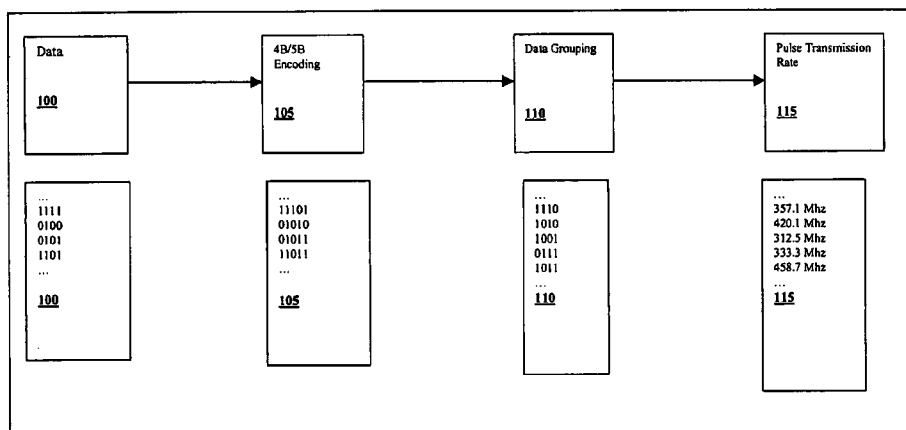 Data
100
4B/5B
Encoding
105
Data Grouping
110
Pulse Transmission
Rate
115
...
1111
0100
0101
1101
...
100
...
11101
01010
01011
11011
...
105
...
1110
1010
1001
0111
1011
...
110
...
357.1 Mhz
420.1 Mhz
312.5 Mhz
333.3 Mhz
458.7 Mhz
...
115